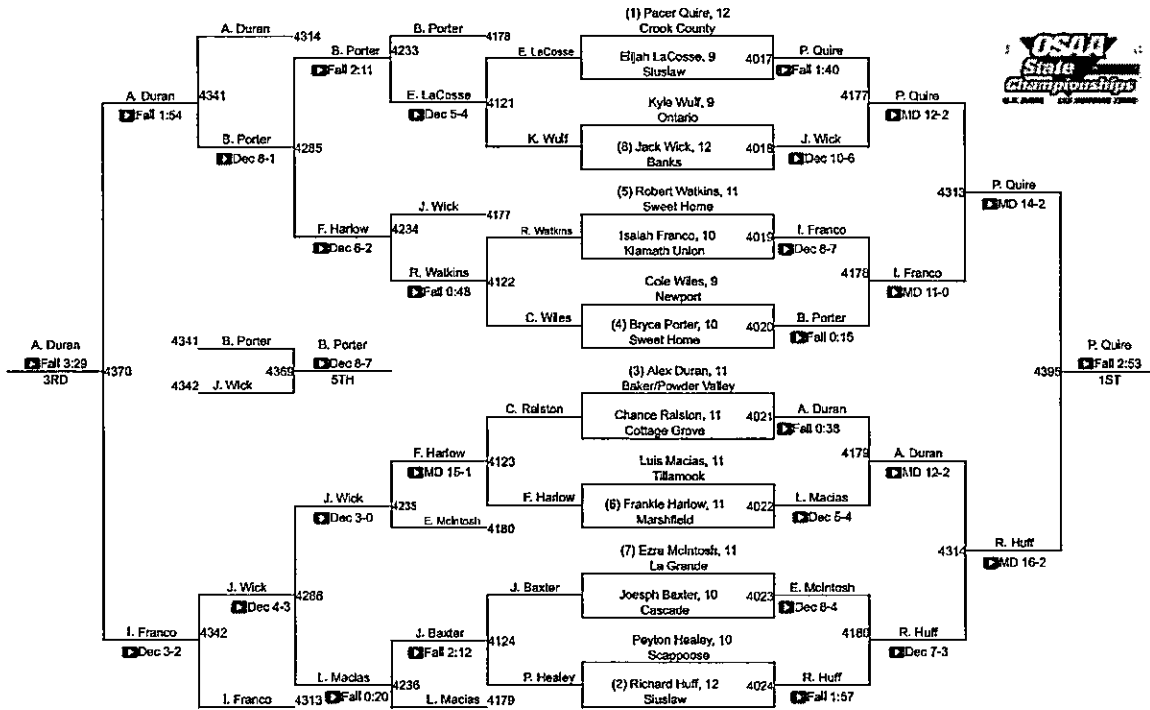 OSAA
State
Championships
A. Duran
4314
A. Duran
Fall 1:54
4341
B. Porter
Dec 8-1
B. Porter
Fall 2:11
4285
F. Harlow
Dec 6-2
B. Porter
4178
4233
E. LaCosse
Dec 5-4
J. Wick
4177
4234
R. Watkins
Fall 0:48
E. LaCosse
4121
K. Wulf
R. Watkins
4122
C. Wiles
(1) Pacer Quire, 12
Crook County
Elijah LaCosse, 9
Siuslaw
4017
Kyle Wulf, 9
Ontario
(8) Jack Wick, 12
Banks
4018
(5) Robert Watkins, 11
Sweet Home
Isaiah Franco, 10
Klamath Union
4019
Cole Wiles, 9
Newport
(4) Bryce Porter, 10
Sweet Home
4020
P. Quire
Fall 1:40
4177
J. Wick
Dec 10-6
I. Franco
Dec 8-7
4178
B. Porter
Fall 0:15
P. Quire
MD 12-2
4313
I. Franco
MD 11-0
P. Quire
MD 14-2
A. Duran
Fall 3:29
3RD
4370
4341
B. Porter
4342
J. Wick
4369
B. Porter
Dec 8-7
5TH
4395
P. Quire
Fall 2:53
1ST
(3) Alex Duran, 11
Baker/Powder Valley
Chance Ralston, 11
Cottage Grove
4021
Luis Macias, 11
Tillamook
(6) Frankie Harlow, 11
Marshfield
4022
(7) Ezra McIntosh, 11
La Grande
Joesph Baxter, 10
Cascade
4023
Peyton Healey, 10
Scappoose
(2) Richard Huff, 12
Siuslaw
4024
A. Duran
Fall 0:38
4179
L. Macias
Dec 5-4
E. McIntosh
Dec 8-4
4180
R. Huff
Fall 1:57
A. Duran
MD 12-2
4314
R. Huff
Dec 7-3
R. Huff
MD 16-2
C. Ralston
4123
F. Harlow
F. Harlow
MD 15-1
4235
E. McIntosh
4180
J. Wick
Dec 3-0
J. Wick
Dec 4-3
4286
J. Baxter
4124
P. Healey
J. Baxter
Fall 2:12
4236
L. Macias
4179
L. Macias
Fall 0:20
I. Franco
Dec 3-2
4342
I. Franco
4313